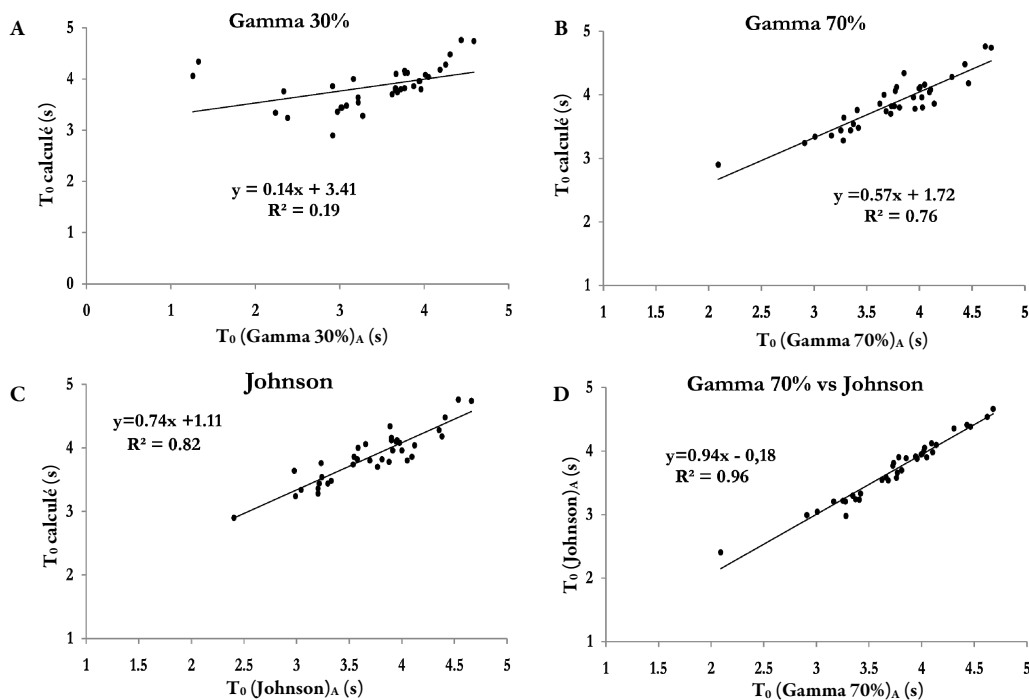 A
Gamma 30%
5
4
3
2
1
0
T₀ calculé (s)
y = 0.14x + 3.41
R² = 0.19
0 1 2 3 4 5
T₀ (Gamma 30%)A (s)
B
Gamma 70%
5
4
3
2
1
T₀ calculé (s)
y =0.57x + 1.72
R² = 0.76
1 1.5 2 2.5 3 3.5 4 4.5 5
T₀ (Gamma 70%)A (s)
C
Johnson
5
4
3
2
1
T₀ calculé (s)
y=0.74x +1.11
R² = 0.82
1 1.5 2 2.5 3 3.5 4 4.5 5
T₀ (Johnson)A (s)
D
Gamma 70% vs Johnson
5
4
3
2
1
T₀ (Johnson)A (s)
y=0.94x - 0,18
R² = 0.96
1 1.5 2 2.5 3 3.5 4 4.5 5
T₀ (Gamma 70%)A (s)